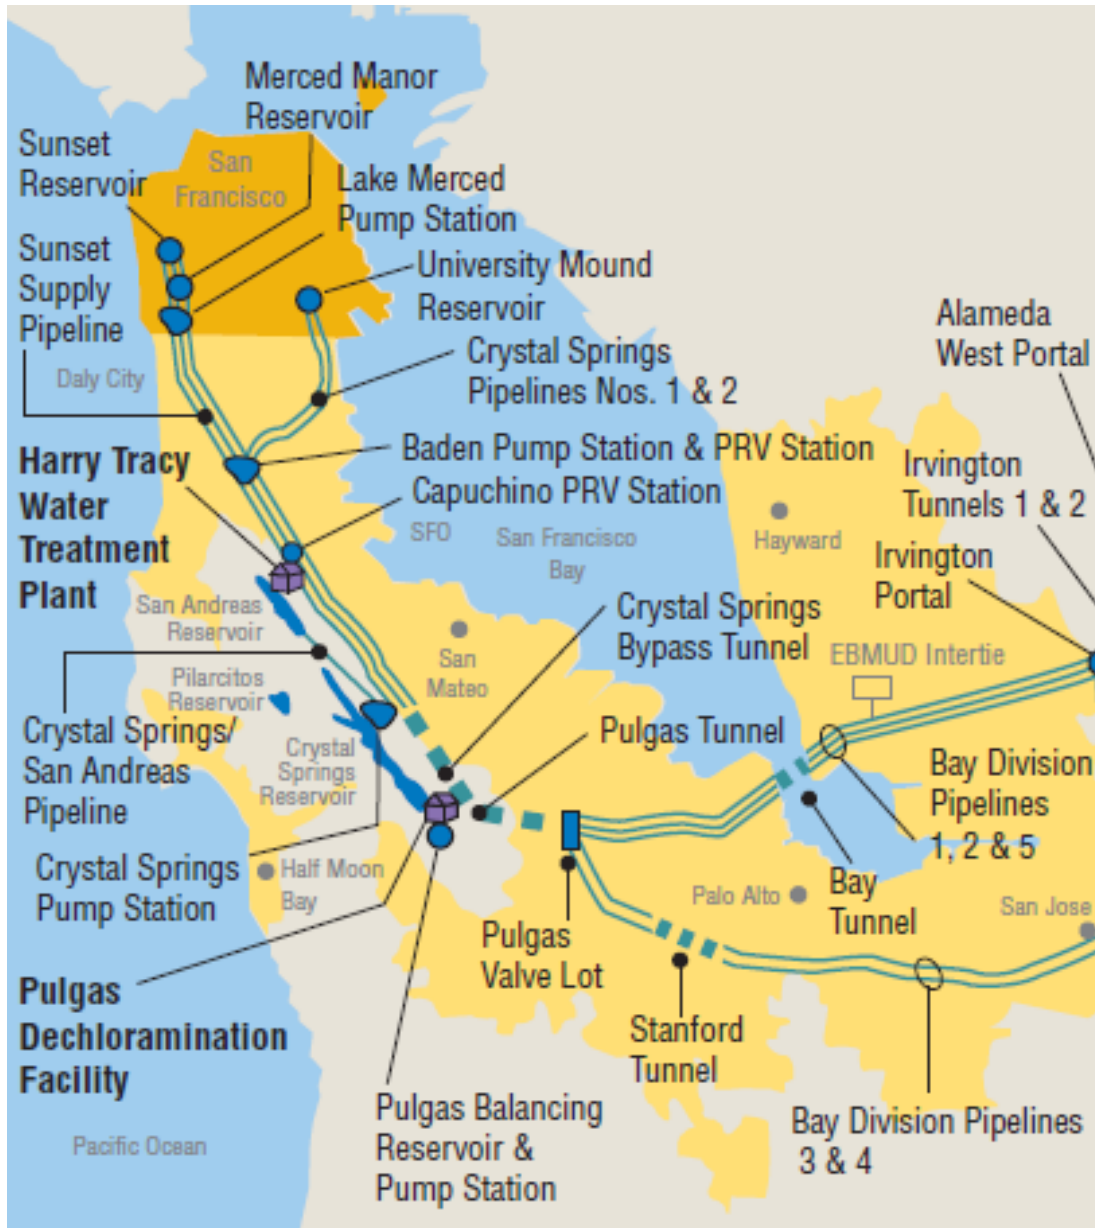 Merced Manor
Reservoir
Sunset
Reservoir
San
Francisco
Lake Merced
Pump Station
Sunset
Supply
Pipeline
University Mound
Reservoir
Alameda
West Portal
Daly City
Crystal Springs
Pipelines Nos. 1 & 2
Harry Tracy
Water
Treatment
Plant
Baden Pump Station & PRV Station
Capuchino PRV Station
Irvington
Tunnels 1 & 2
SFO
San Francisco
Bay
Hayward
Irvington
Portal
San Andreas
Reservoir
Crystal Springs
Bypass Tunnel
EBMUD Intertie
San
Mateo
Pilarcitos
Reservoir
Crystal Springs/
San Andreas
Pipeline
Crystal
Springs
Reservoir
Pulgas Tunnel
Bay Division
Pipelines
1, 2 & 5
Crystal Springs
Pump Station
Half Moon
Bay
Palo Alto
Bay
Tunnel
San Jose
Pulgas
Valve Lot
Pulgas
Dechloramination
Facility
Stanford
Tunnel
Pulgas Balancing
Reservoir &
Pump Station
Bay Division Pipelines
3 & 4
Pacific Ocean